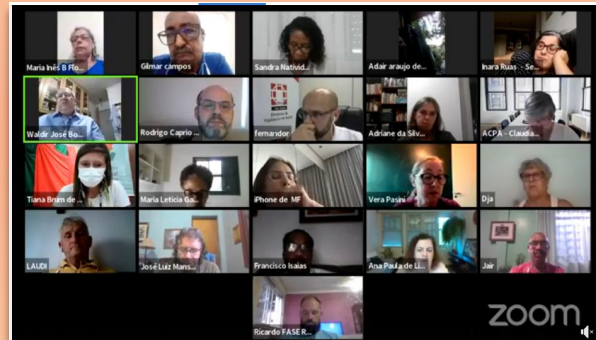 Maria Inês B Flo...
Gilmar campos
Sandra Nativid...
Adair araujo de...
Inara Ruas - Se...
Waldir José Bo...
Rodrigo Caprio ...
fernandor
Adriane da Silv...
ACPA - Claudia...
Tiana Brum de ...
Maria Leticia Ga...
iPhone de MF
Vera Pasini
Dja
LAUDI
José Luiz Mans...
Francisco Isaias
Ana Paula de Li...
Jair
Ricardo FASE R...
zoom